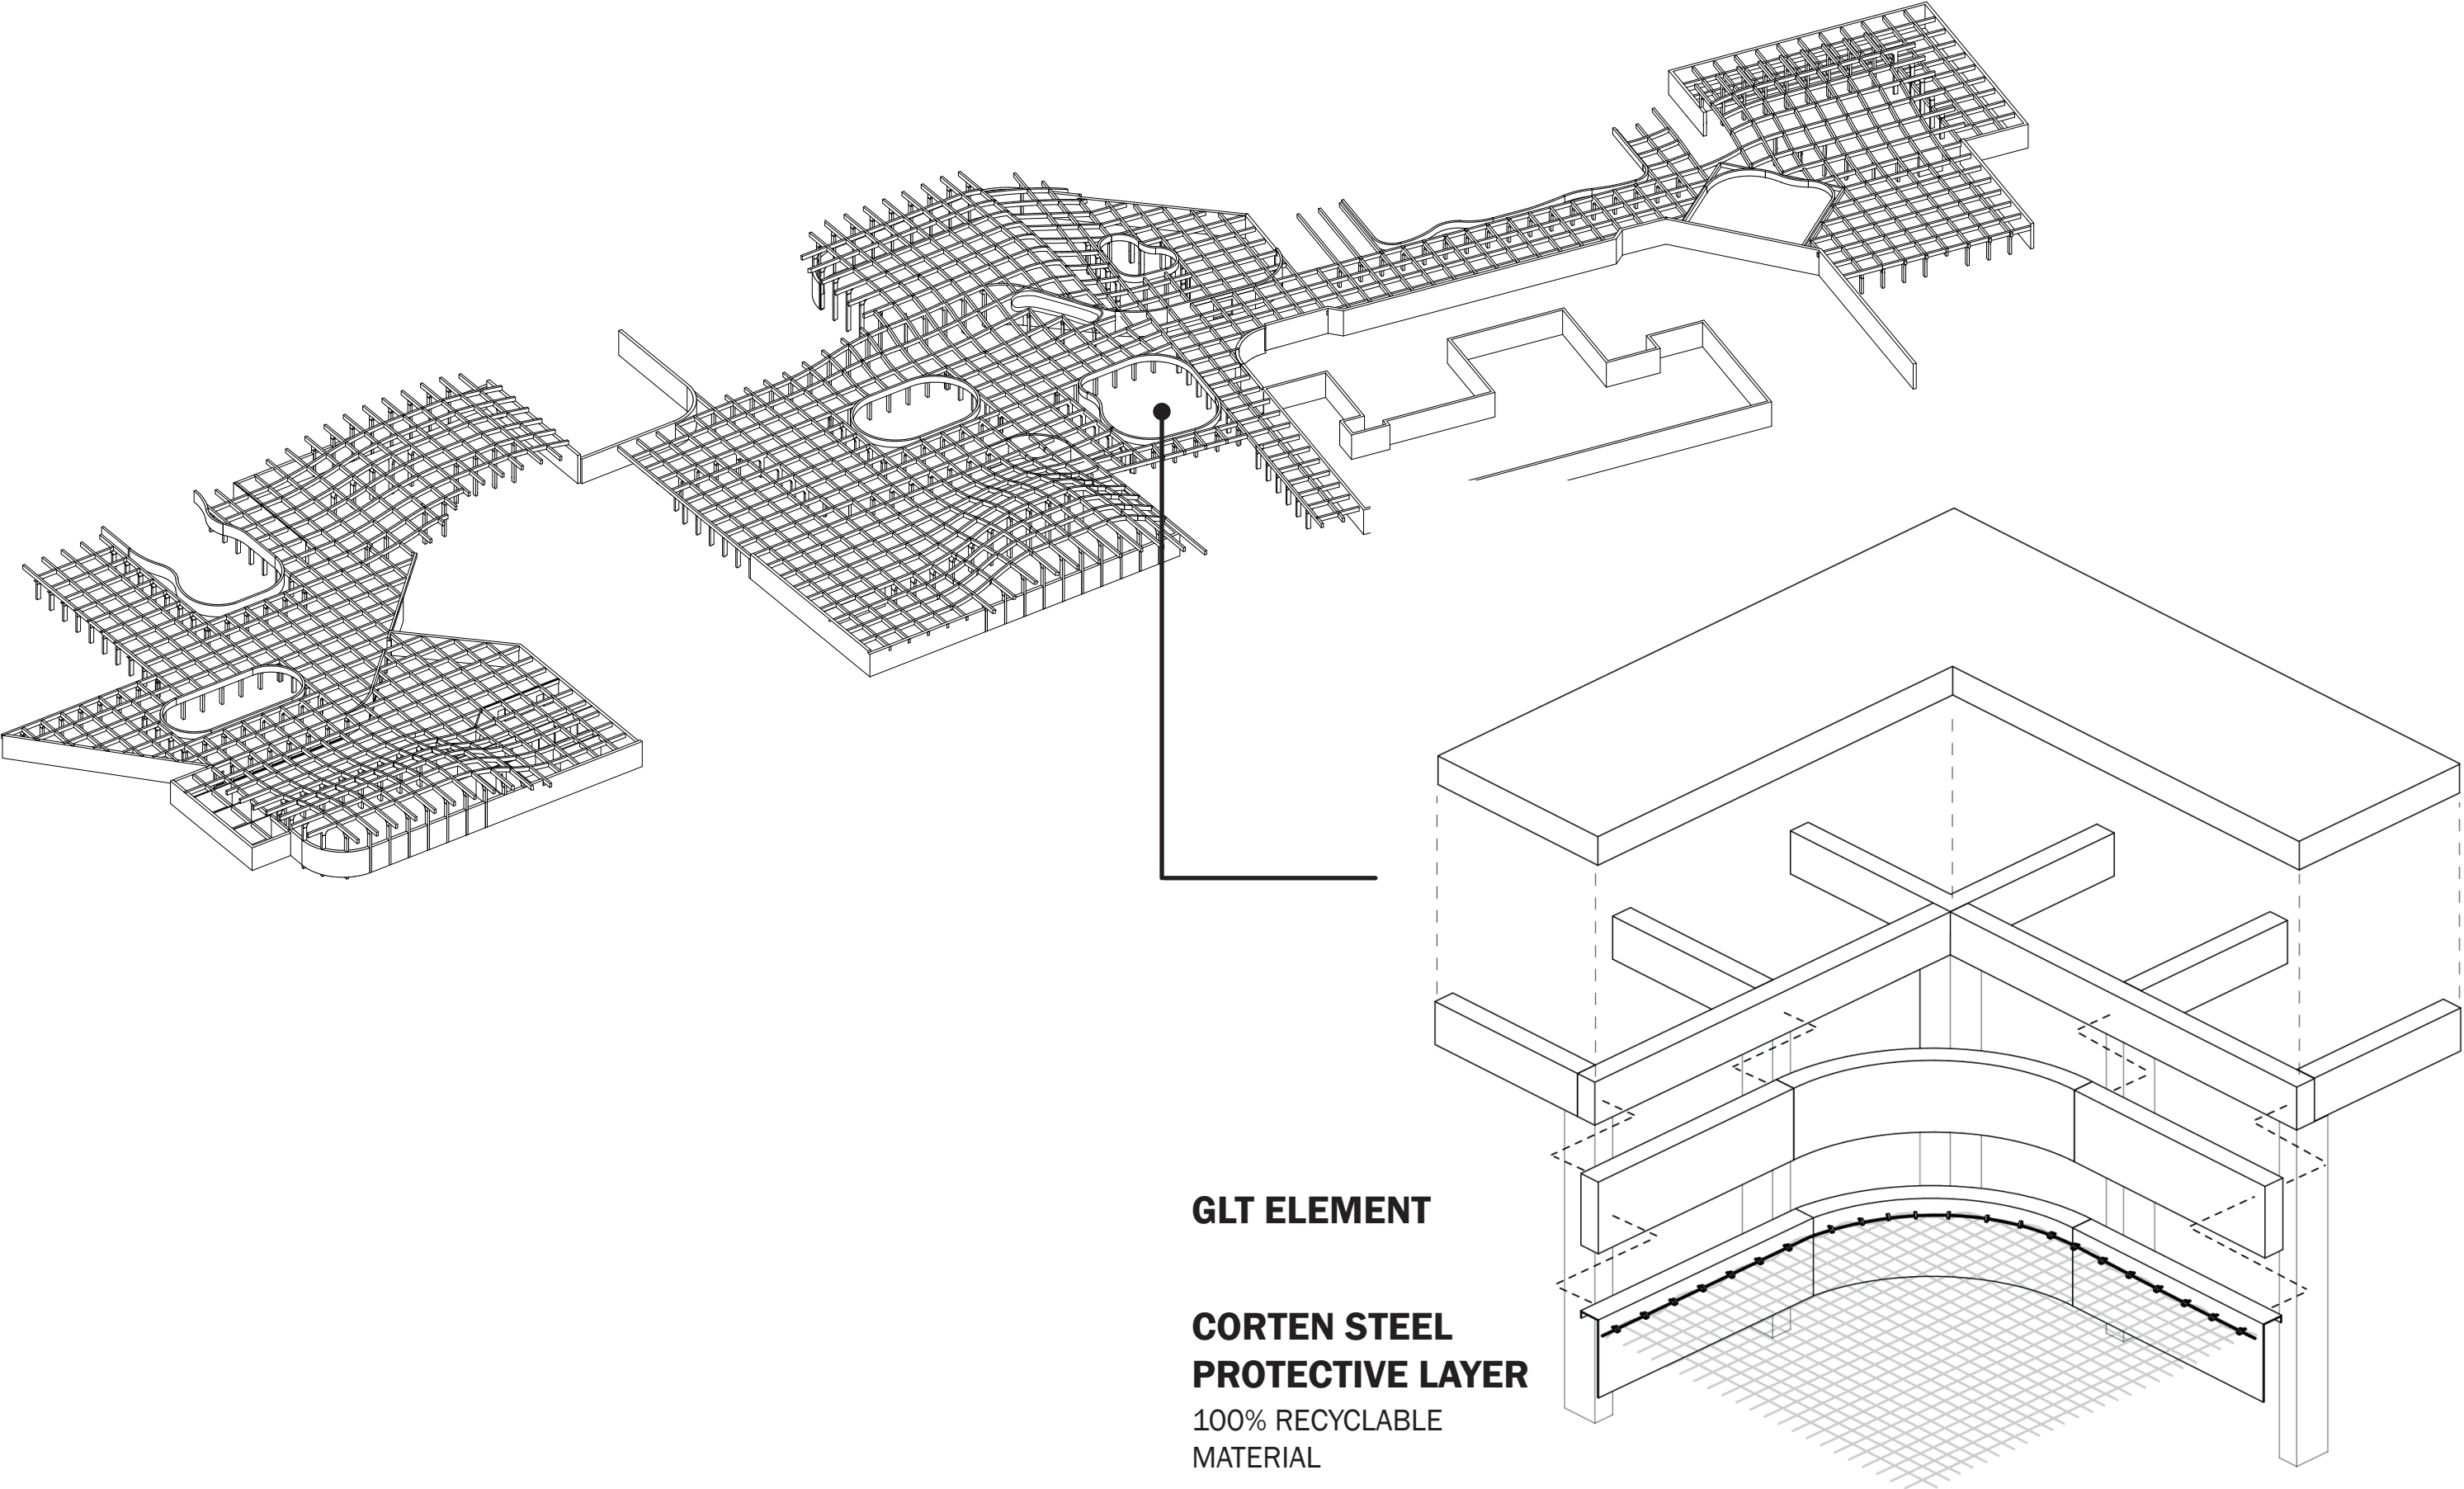 GLT ELEMENT
CORTEN STEEL
PROTECTIVE LAYER
100% RECYCLABLE
MATERIAL